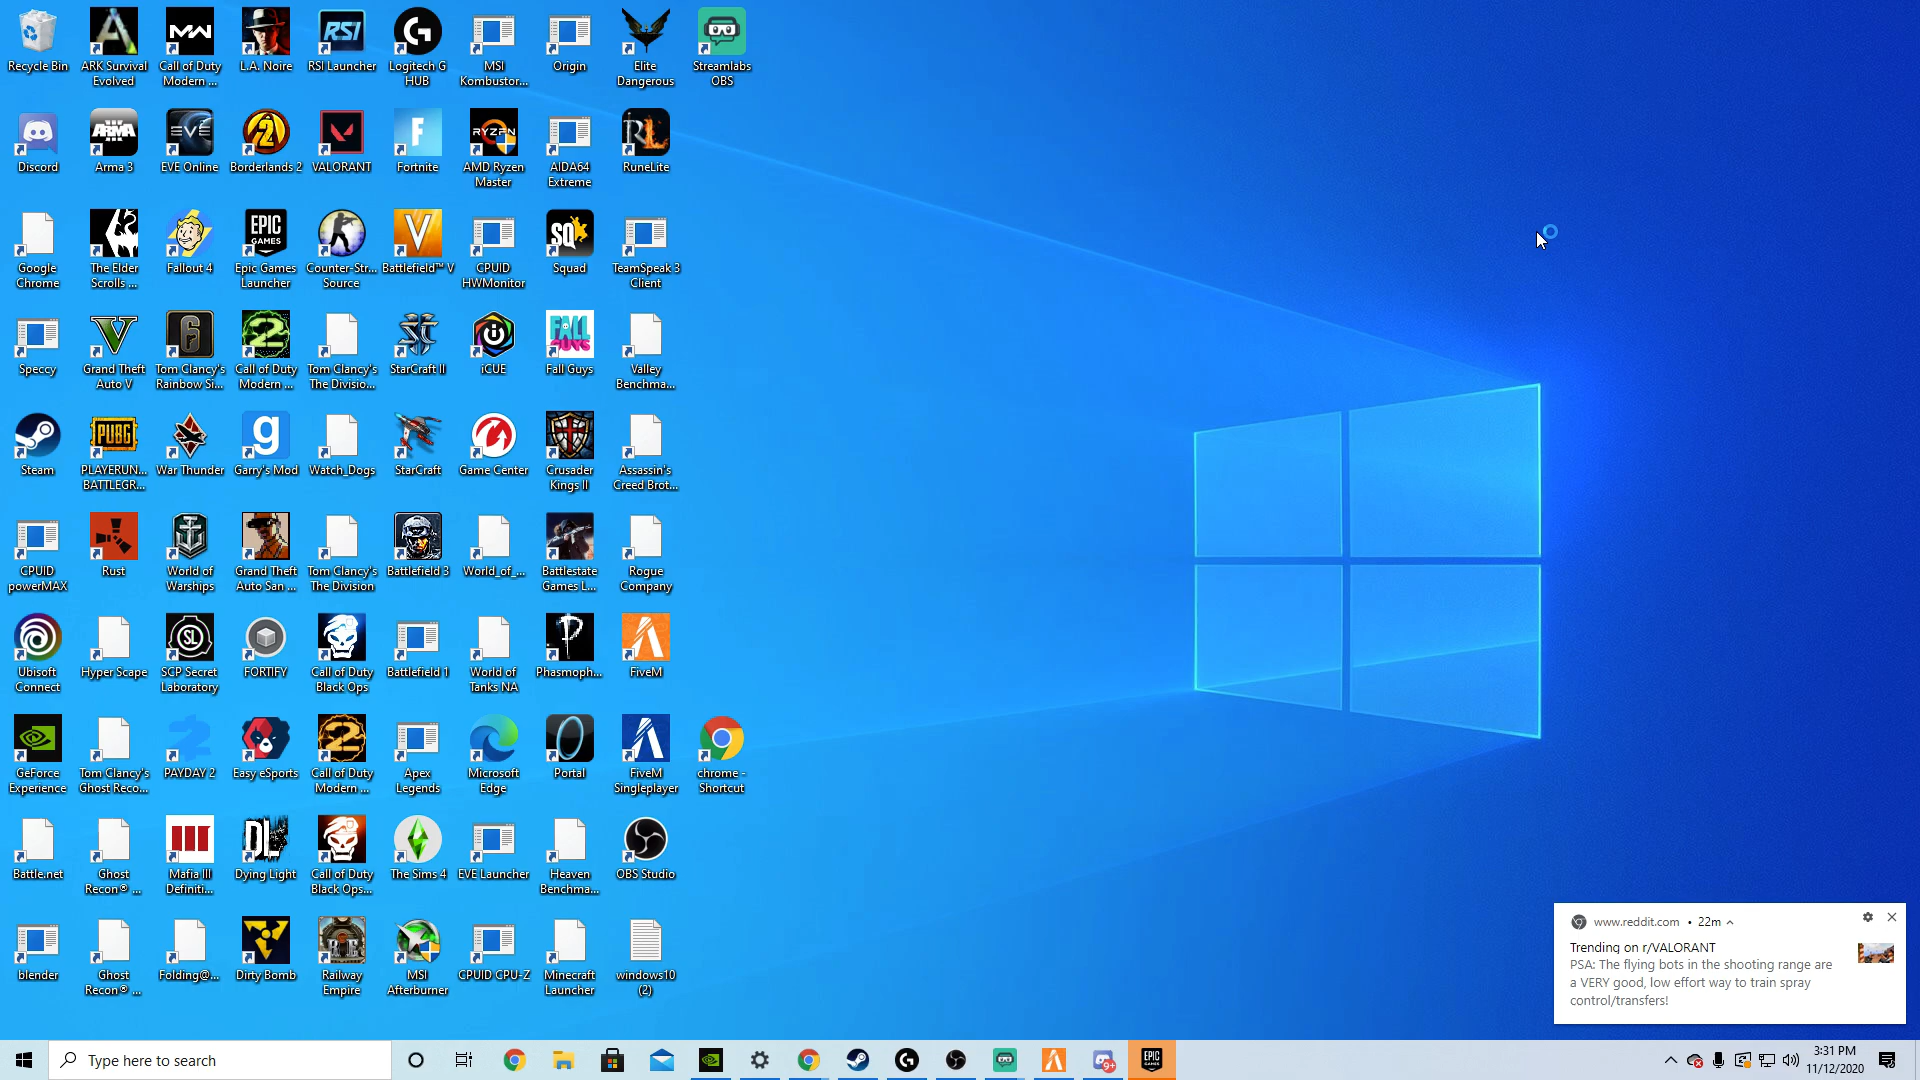 Recycle Bin
ARK Survival
Evolved
Call of Duty
Modern ...
L.A. Noire
RSI
RSI Launcher
Logitech G
HUB
MSI
Kombustor...
Origin
Elite
Dangerous
Streamlabs
OBS
Discord
Arma 3
EVE Online
Borderlands 2
VALORANT
Fortnite
AMD Ryzen
Master
AIDA64
Extreme
RuneLite
Google
Chrome
The Elder
Scrolls ...
Fallout 4
EPIC
GAMES
Epic Games
Launcher
Counter-Str...
Source
Battlefield™ V
CPUID
HWMonitor
Squad
TeamSpeak 3
Client
Speccy
Grand Theft
Auto V
Tom Clancy's
Rainbow Si...
Call of Duty
Modern ...
Tom Clancy's
The Divisio...
StarCraft II
iCUE
FALL
GUYS
Fall Guys
Valley
Benchma...
Steam
PUBG
PLAYERUN...
BATTLEGR...
War Thunder
Garry's Mod
Watch_Dogs
StarCraft
Game Center
Crusader
Kings II
Assassin's
Creed Brot...
CPUID
powerMAX
Rust
World of
Warships
Grand Theft
Auto San ...
Tom Clancy's
The Division
Battlefield 3
World_of_...
Battlestate
Games L...
Rogue
Company
Ubisoft
Connect
Hyper Scape
SCP Secret
Laboratory
FORTIFY
Call of Duty
Black Ops
Battlefield 1
World of
Tanks NA
Phasmoph...
FiveM
GeForce
Experience
Tom Clancy's
Ghost Reco...
PAYDAY 2
Easy eSports
Call of Duty
Modern ...
Apex
Legends
Microsoft
Edge
Portal
FiveM
Singleplayer
chrome -
Shortcut
Battle.net
Ghost
Recon® ...
Mafia III
Definiti...
Dying Light
Call of Duty
Black Ops...
The Sims 4
EVE Launcher
Heaven
Benchma...
OBS Studio
blender
Ghost
Recon® ...
Folding@...
Dirty Bomb
Railway
Empire
MSI
Afterburner
CPUID CPU-Z
Minecraft
Launcher
windows10
(2)
www.reddit.com • 22m
Trending on r/VALORANT
PSA: The flying bots in the shooting range are
a VERY good, low effort way to train spray
control/transfers!
Type here to search
9+
EPIC
GAMES
3:31 PM
11/12/2020